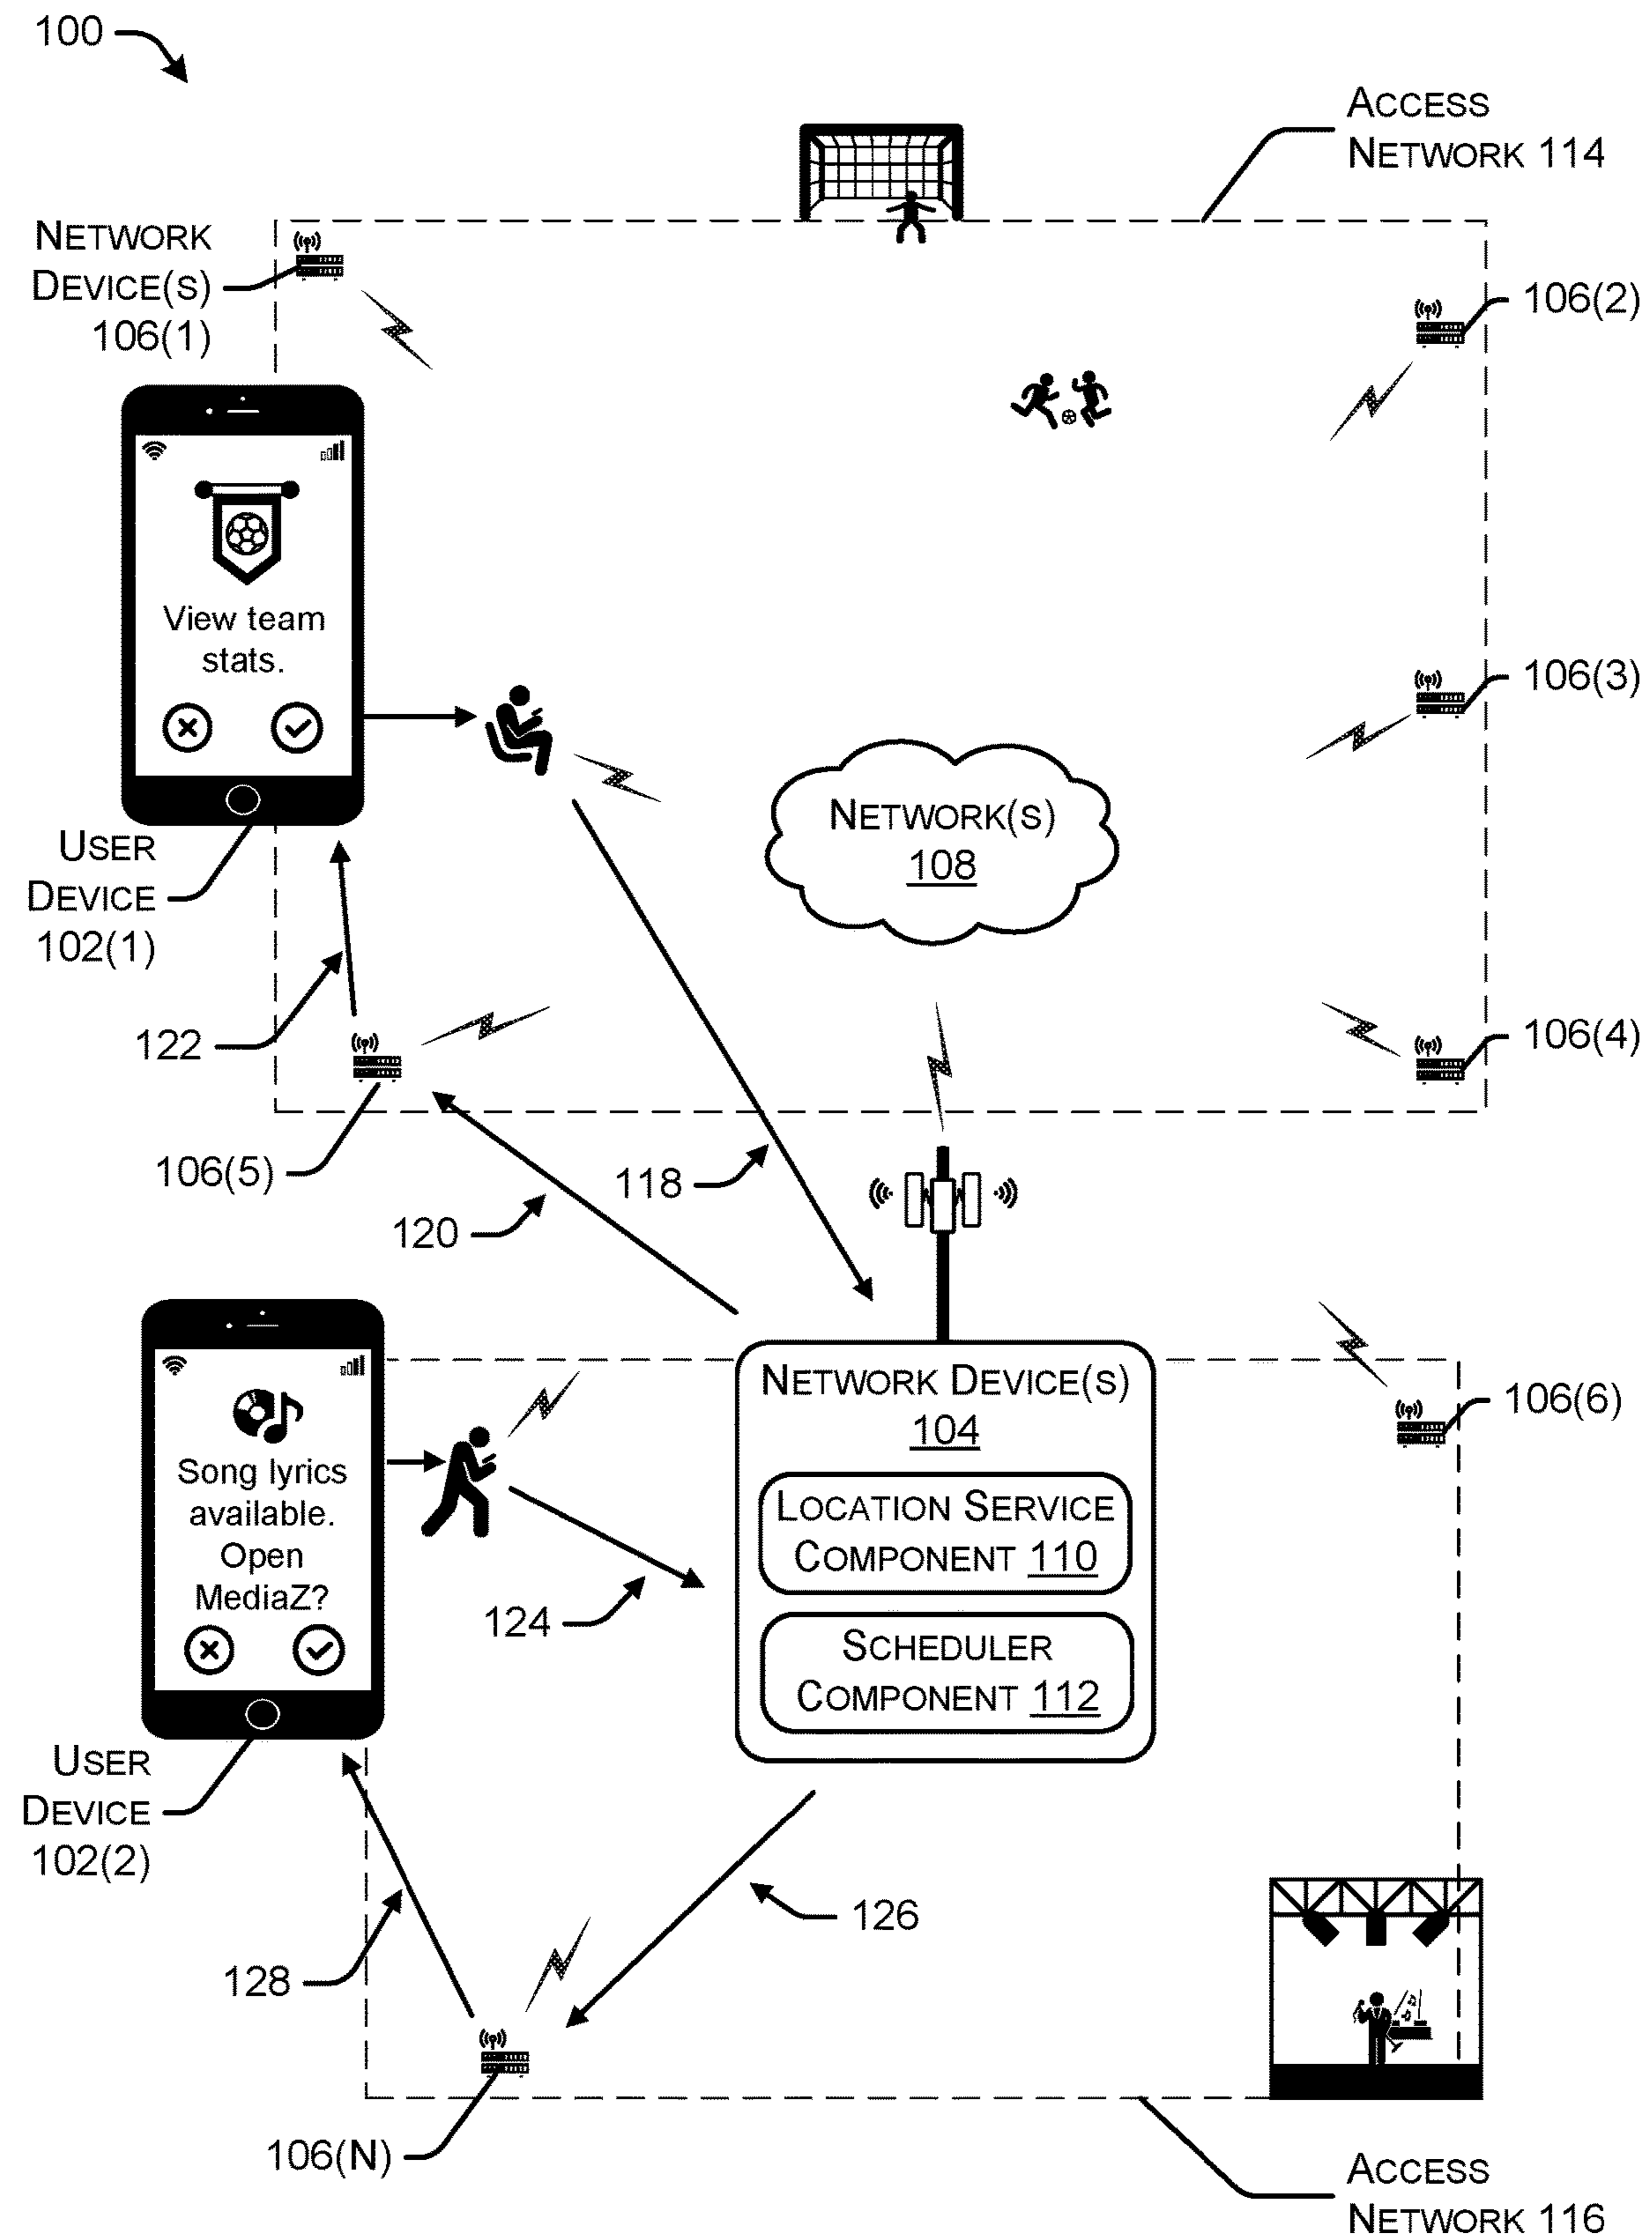 100
ACCESS
NETWORK 114
NETWORK
DEVICE(S)
106(1)
106(2)
View team
stats.
106(3)
NETWORK(S)
108
USER
DEVICE
102(1)
122
106(4)
106(5)
118
120
NETWORK DEVICE(S)
104
106(6)
Song lyrics
available.
Open
MediaZ?
LOCATION SERVICE
COMPONENT 110
124
SCHEDULER
COMPONENT 112
USER
DEVICE
102(2)
126
128
106(N)
ACCESS
NETWORK 116